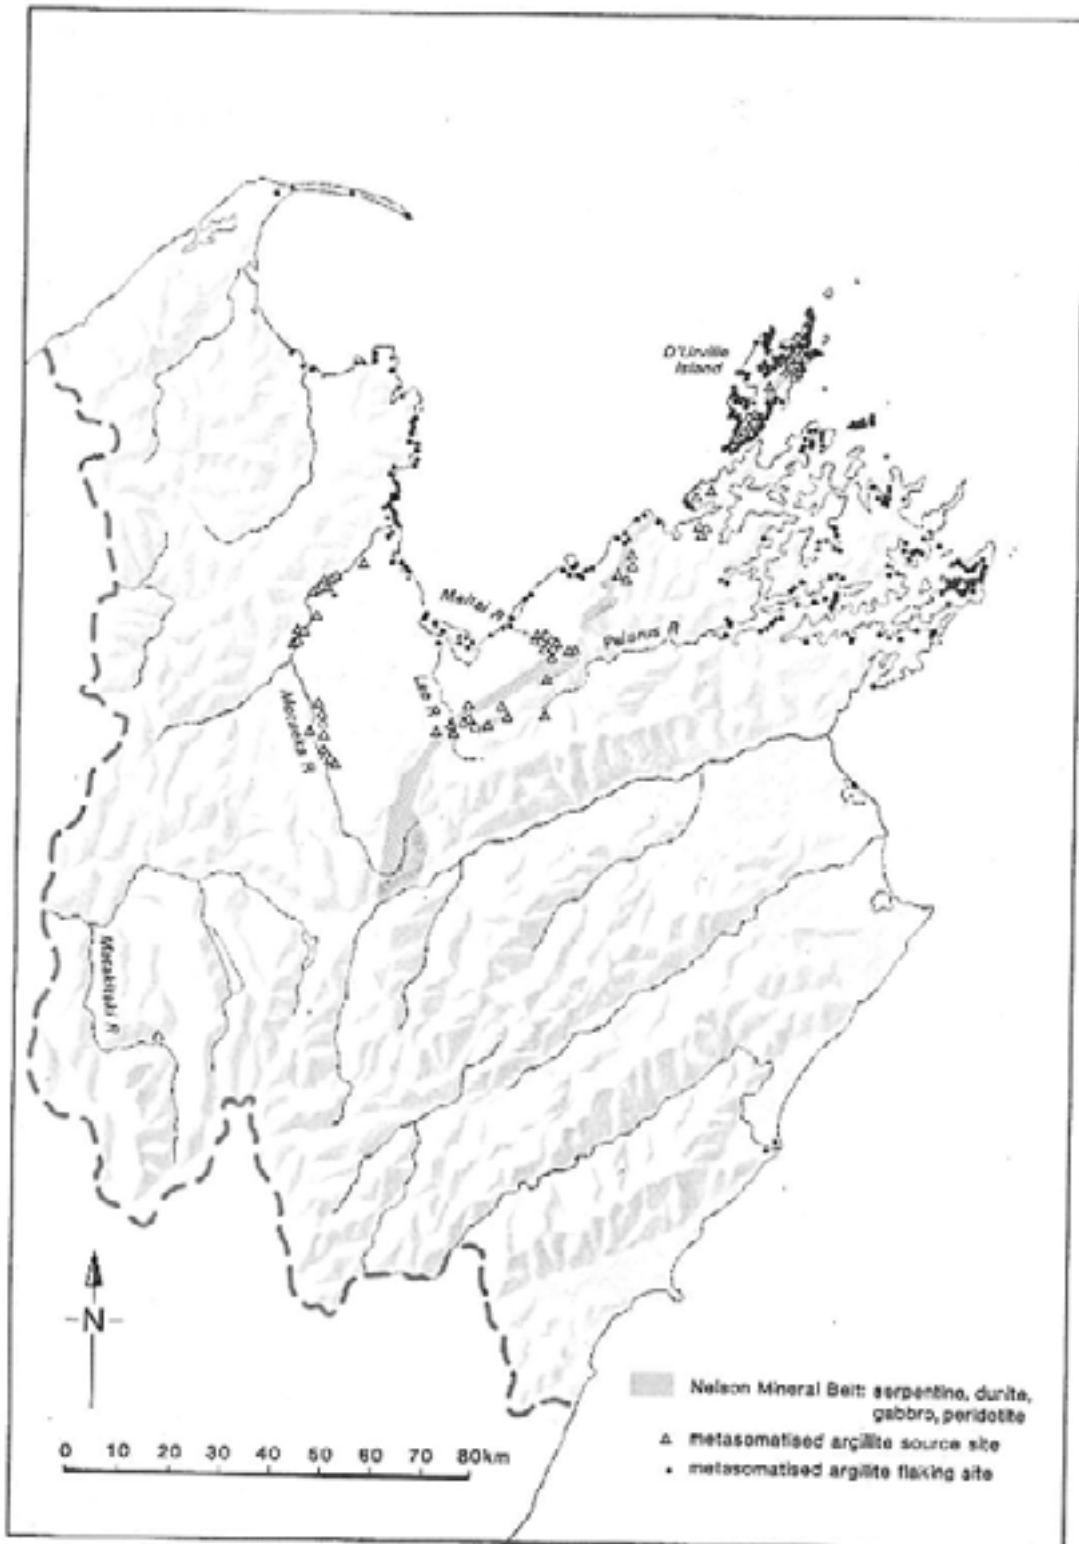 D'Urville
Island
Maitai R
Pelorus R
Lee R
Motueka R
Matakitaki R
N
0 10 20 30 40 50 60 70 80km
Nelson Mineral Belt: serpentine, dunite,
gabbro, peridotite
metasomatised argillite source site
metasomatised argillite flaking site